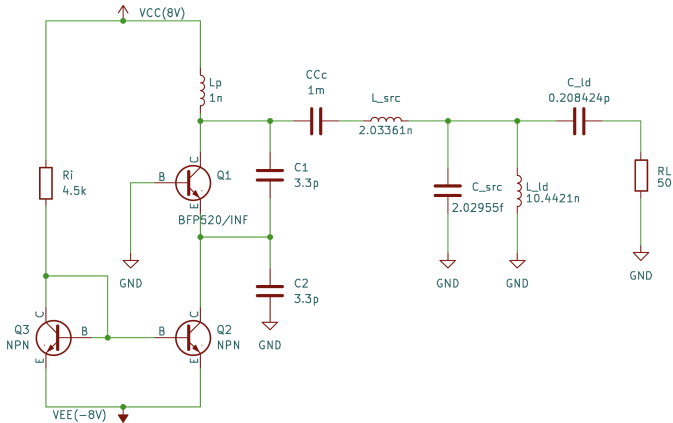 VCC(8V)
Lp
1n
CCc
1m
L_src
2.03361n
C_ld
0.208424p
Ri
4.5k
C
B
Q1
E
BFP520/INF
C1
3.3p
C_src
2.02955f
L_ld
10.4421n
RL
50
GND
GND
GND
GND
C2
3.3p
GND
Q3
NPN
C
B
E
B
C
Q2
NPN
E
VEE(-8V)